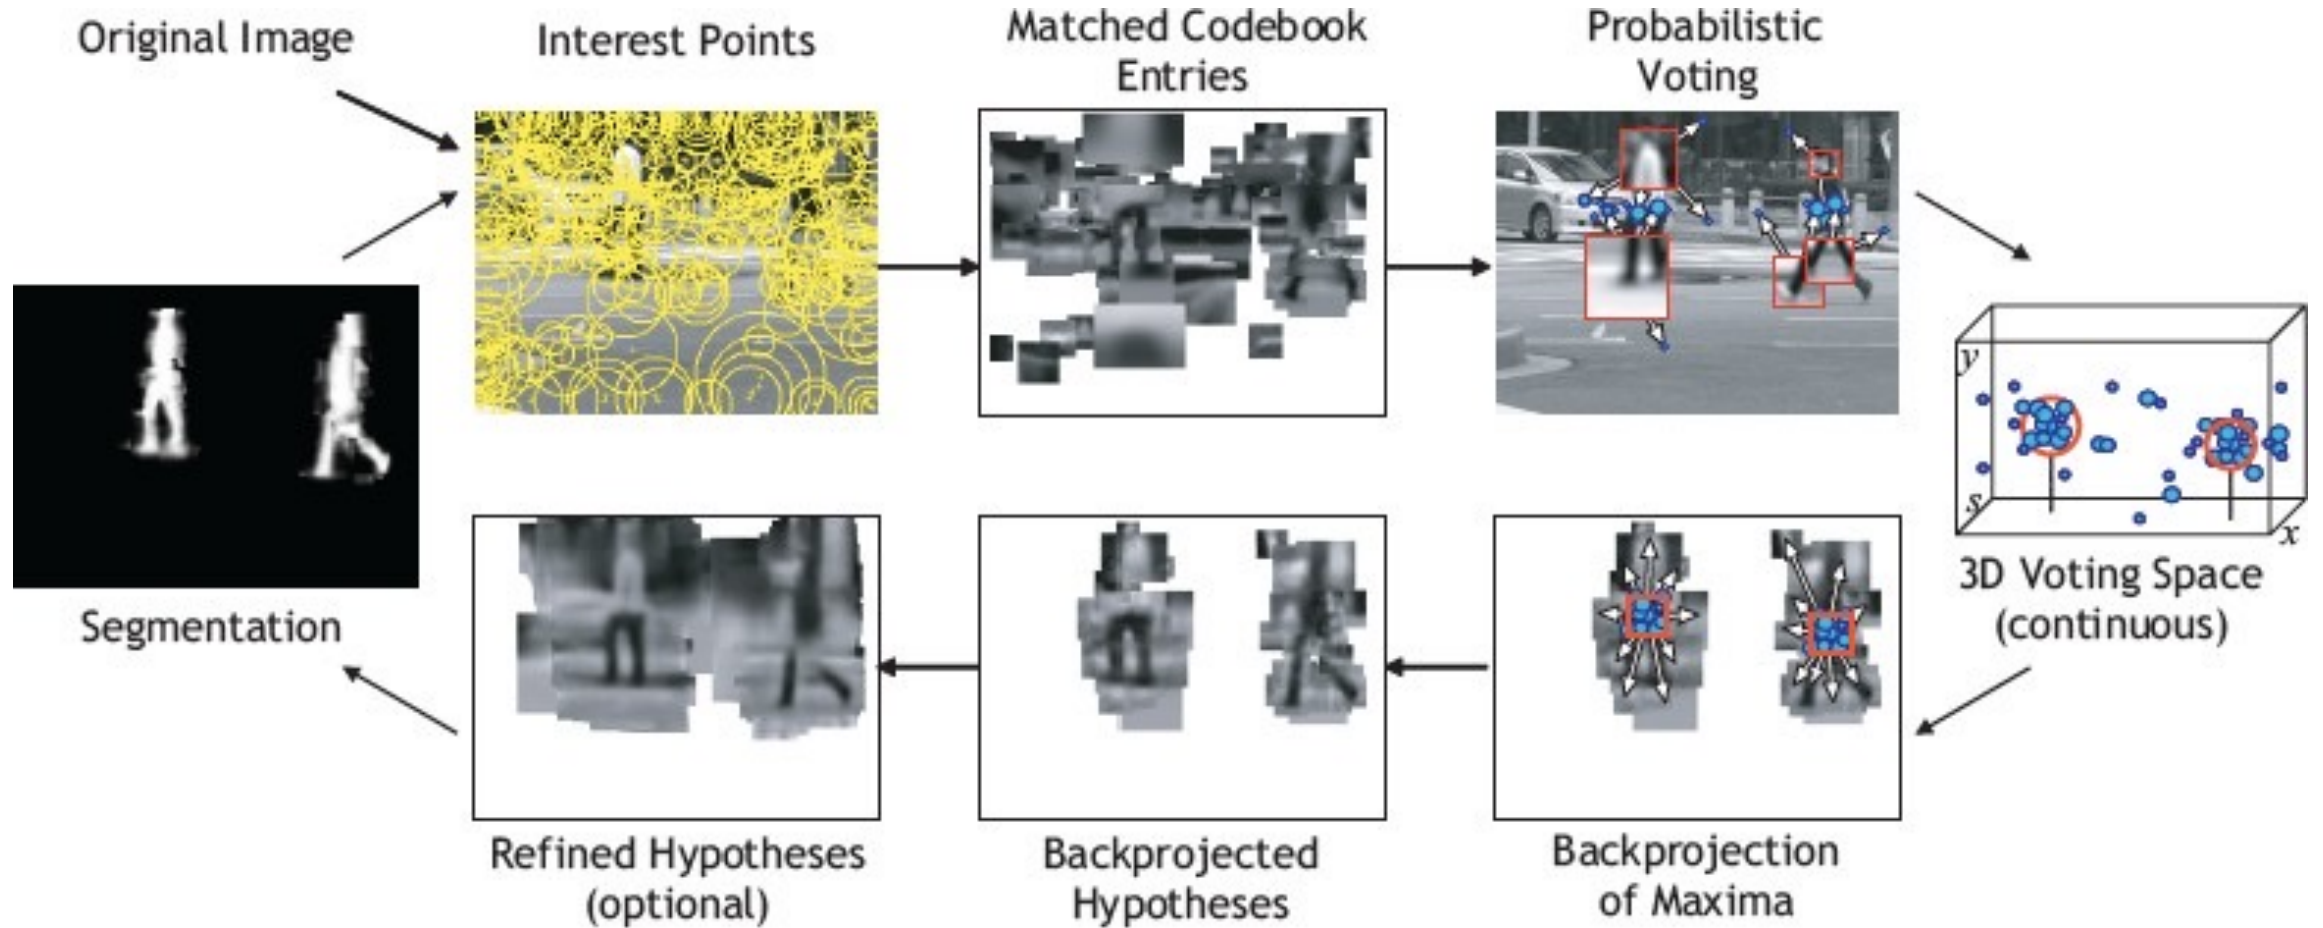 Original Image
Interest Points
Matched Codebook
Entries
Probabilistic
Voting
y
s
x
3D Voting Space
(continuous)
Segmentation
Refined Hypotheses
(optional)
Backprojected
Hypotheses
Backprojection
of Maxima